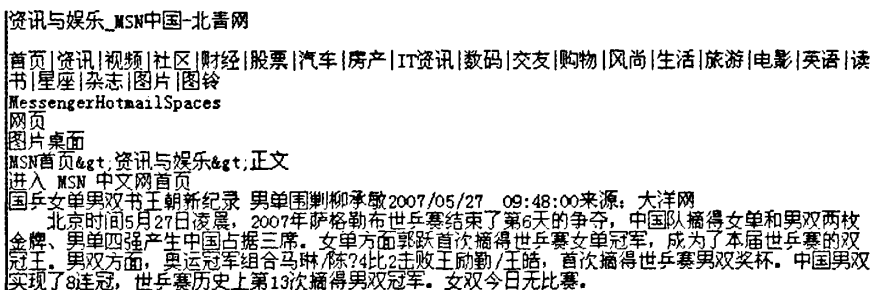 资讯与娱乐_MSN中国-北青网
首页|资讯|视频|社区|财经|股票|汽车|房产|IT资讯|数码|交友|购物|风尚|生活|旅游|电影|英语|读
书|星座|杂志|图片|图铃
MessengerHotmailSpaces
网页
图片桌面
MSN首页&gt;资讯与娱乐&gt;正文
进入 MSN 中文网首页
国乒女单男双书王朝新纪录 男单围剿柳承敏2007/05/27 09:48:00来源：大洋网
北京时间5月27日凌晨，2007年萨格勒布世乒赛结束了第6天的争夺，中国队摘得女单和男双两枚
金牌、男单四强产生中国占据三席。女单方面郭跃首次摘得世乒赛女单冠军，成为了本届世乒赛的双
冠王。男双方面，奥运冠军组合马琳/陈?4比2击败王励勤/王皓，首次摘得世乒赛男双奖杯。中国男双
实现了8连冠，世乒赛历史上第13次摘得男双冠军。女双今日无比赛。